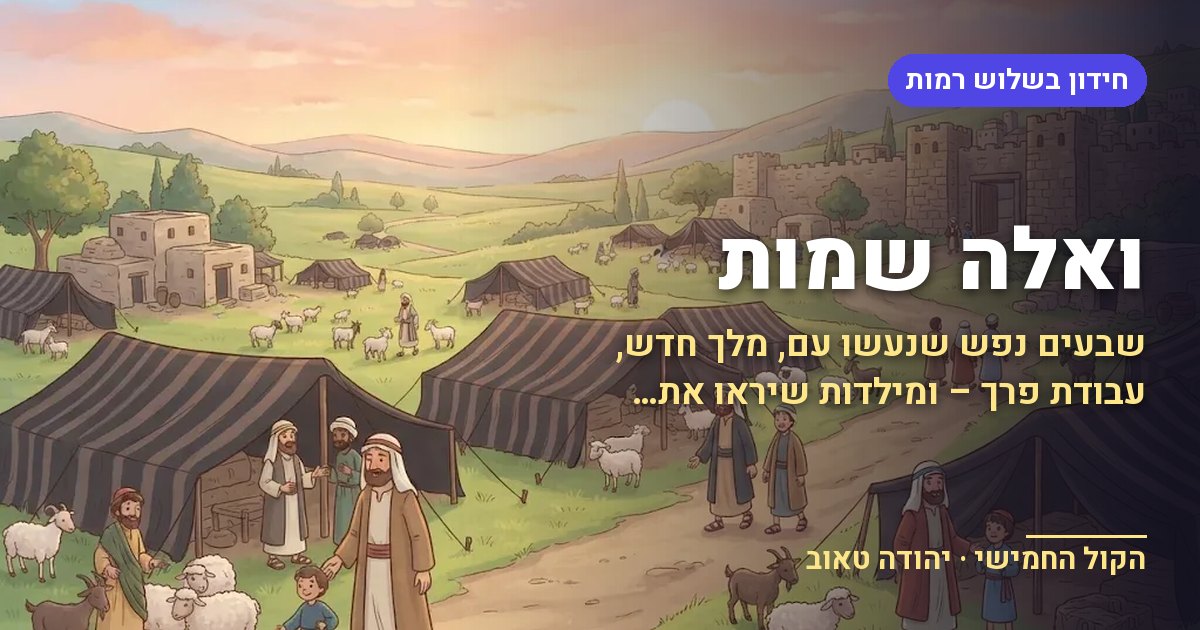 חידון בשלוש רמות
ואלה שמות
שבעים נפש שנעשו עם, מלך חדש,
עבודת פרך – ומילדות שיראו את...
הקול החמישי · יהודה טאוב